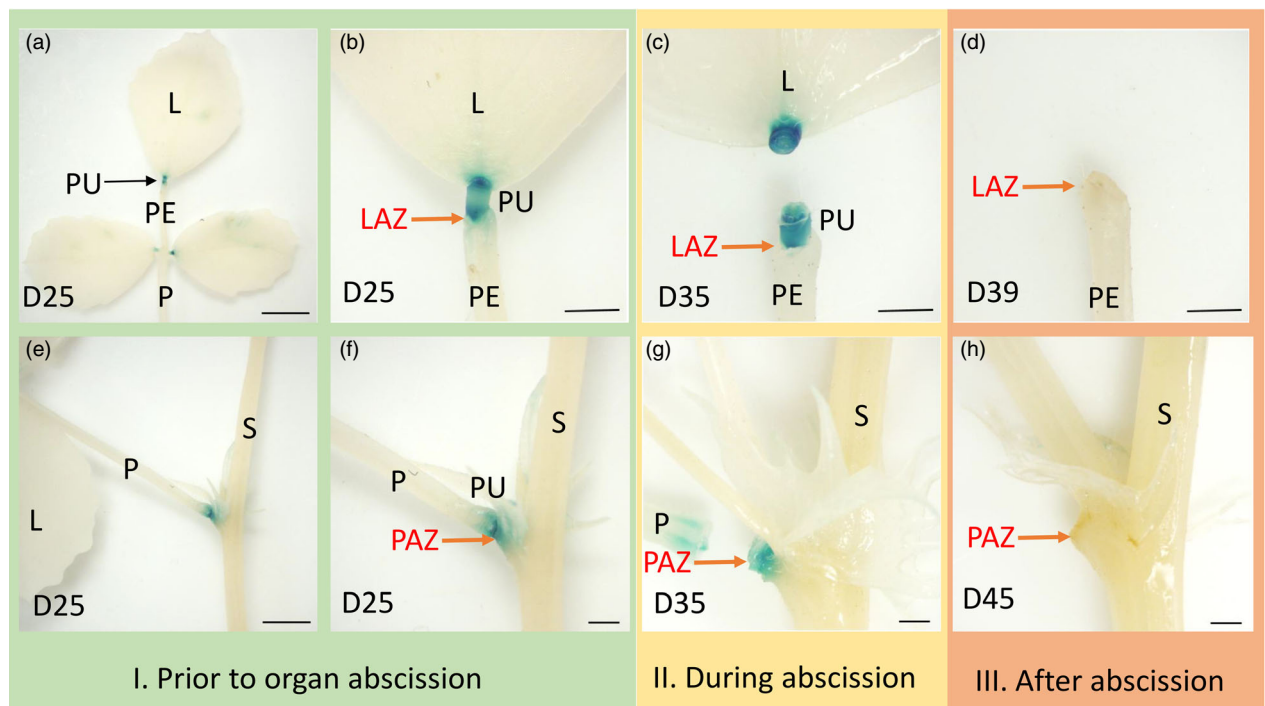 (a)
L
PU
PE
D25
P
(b)
L
PU
LAZ
D25
PE
(c)
L
PU
LAZ
D35
PE
(d)
LAZ
D39
PE
(e)
S
P
L
D25
(f)
S
P
PU
PAZ
D25
(g)
S
P
PAZ
D35
(h)
S
PAZ
D45
I. Prior to organ abscission
II. During abscission
III. After abscission